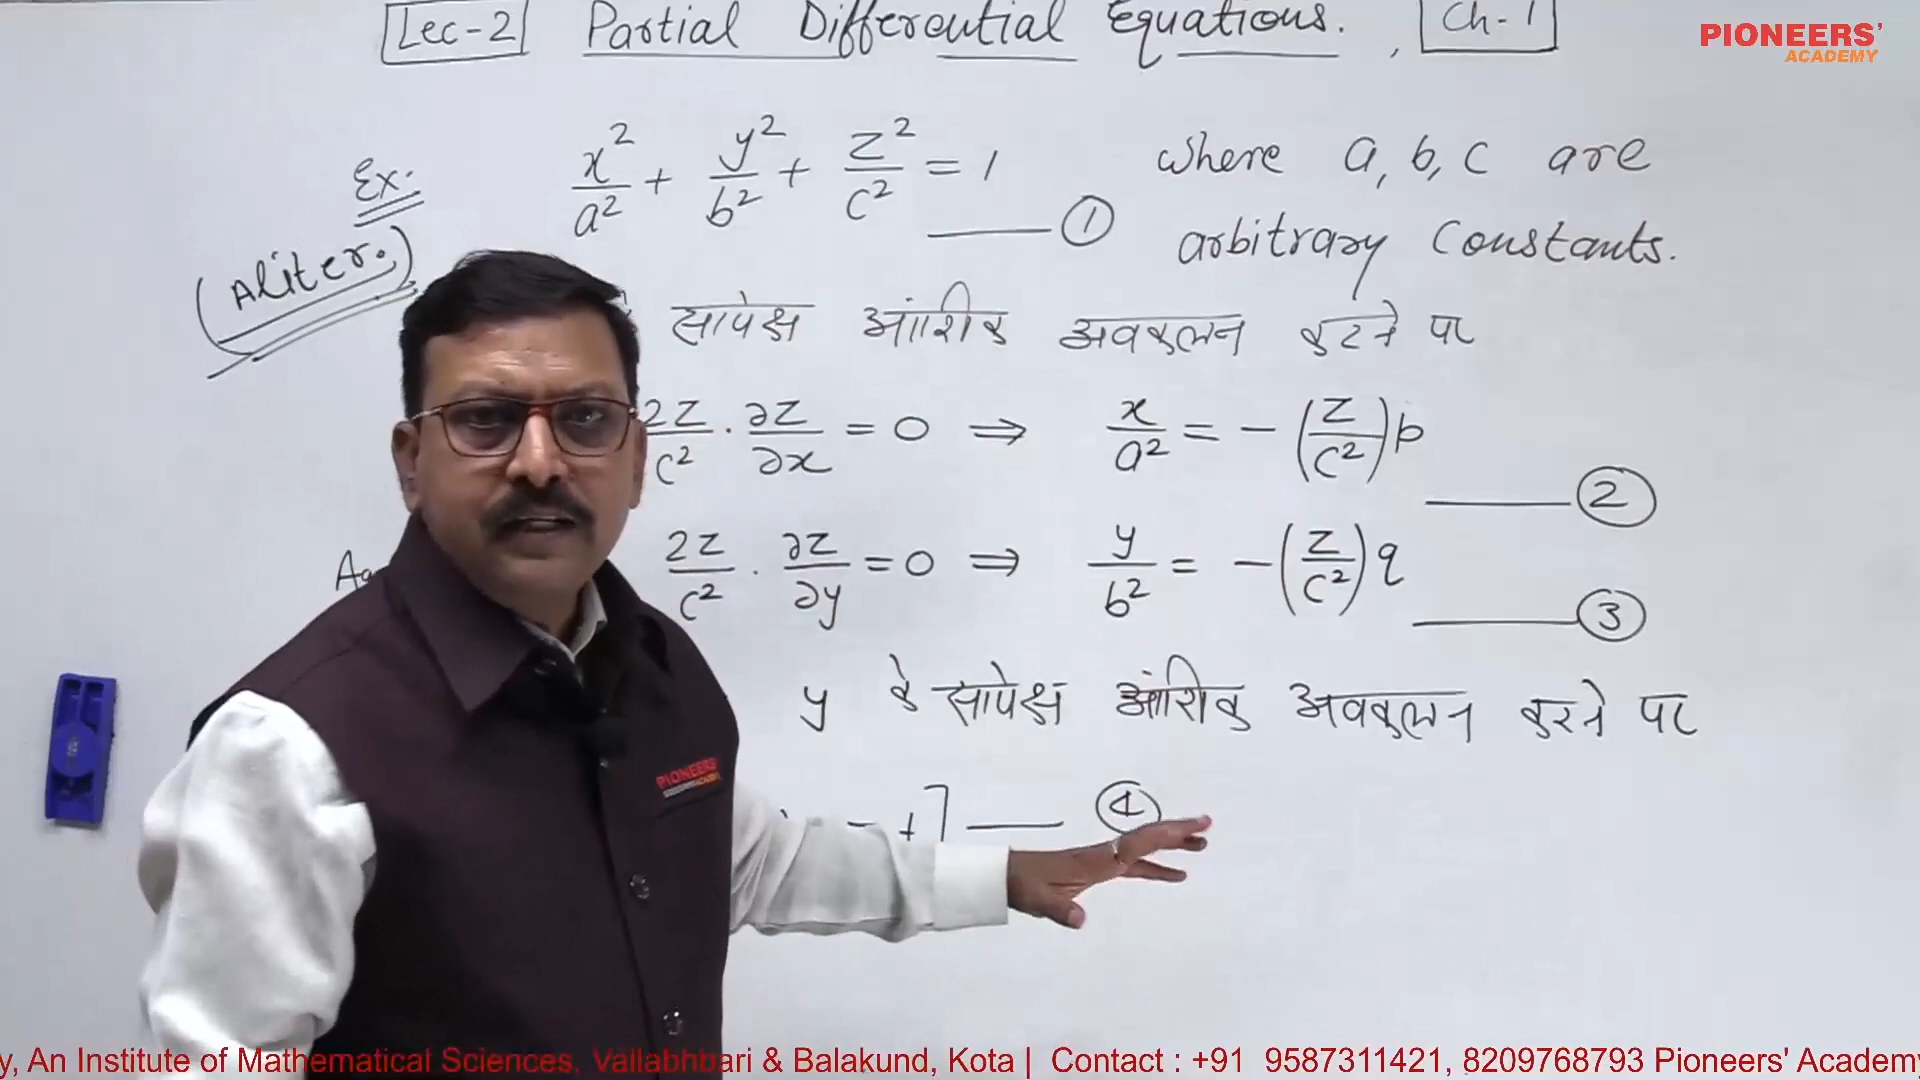 Lec-2 Partial Differential Equations. , Ch-1
PIONEERS'
ACADEMY
Ex. x²/a² + y²/b² + z²/c² = 1 ——— ① where a, b, c are
arbitrary constants.
(Aliter.)
सापेक्ष आंशिक अवकलन करने पर
2z/c² · ∂z/∂x = 0 ⇒ x/a² = -(z/c²)p ——— ②
2z/c² · ∂z/∂y = 0 ⇒ y/b² = -(z/c²)q ——— ③
y के सापेक्ष आंशिक अवकलन करने पर
——— ④
PIONEERS'
ACADEMY
y, An Institute of Mathematical Sciences, Vallabhbari & Balakund, Kota | Contact : +91 9587311421, 8209768793 Pioneers' Academy